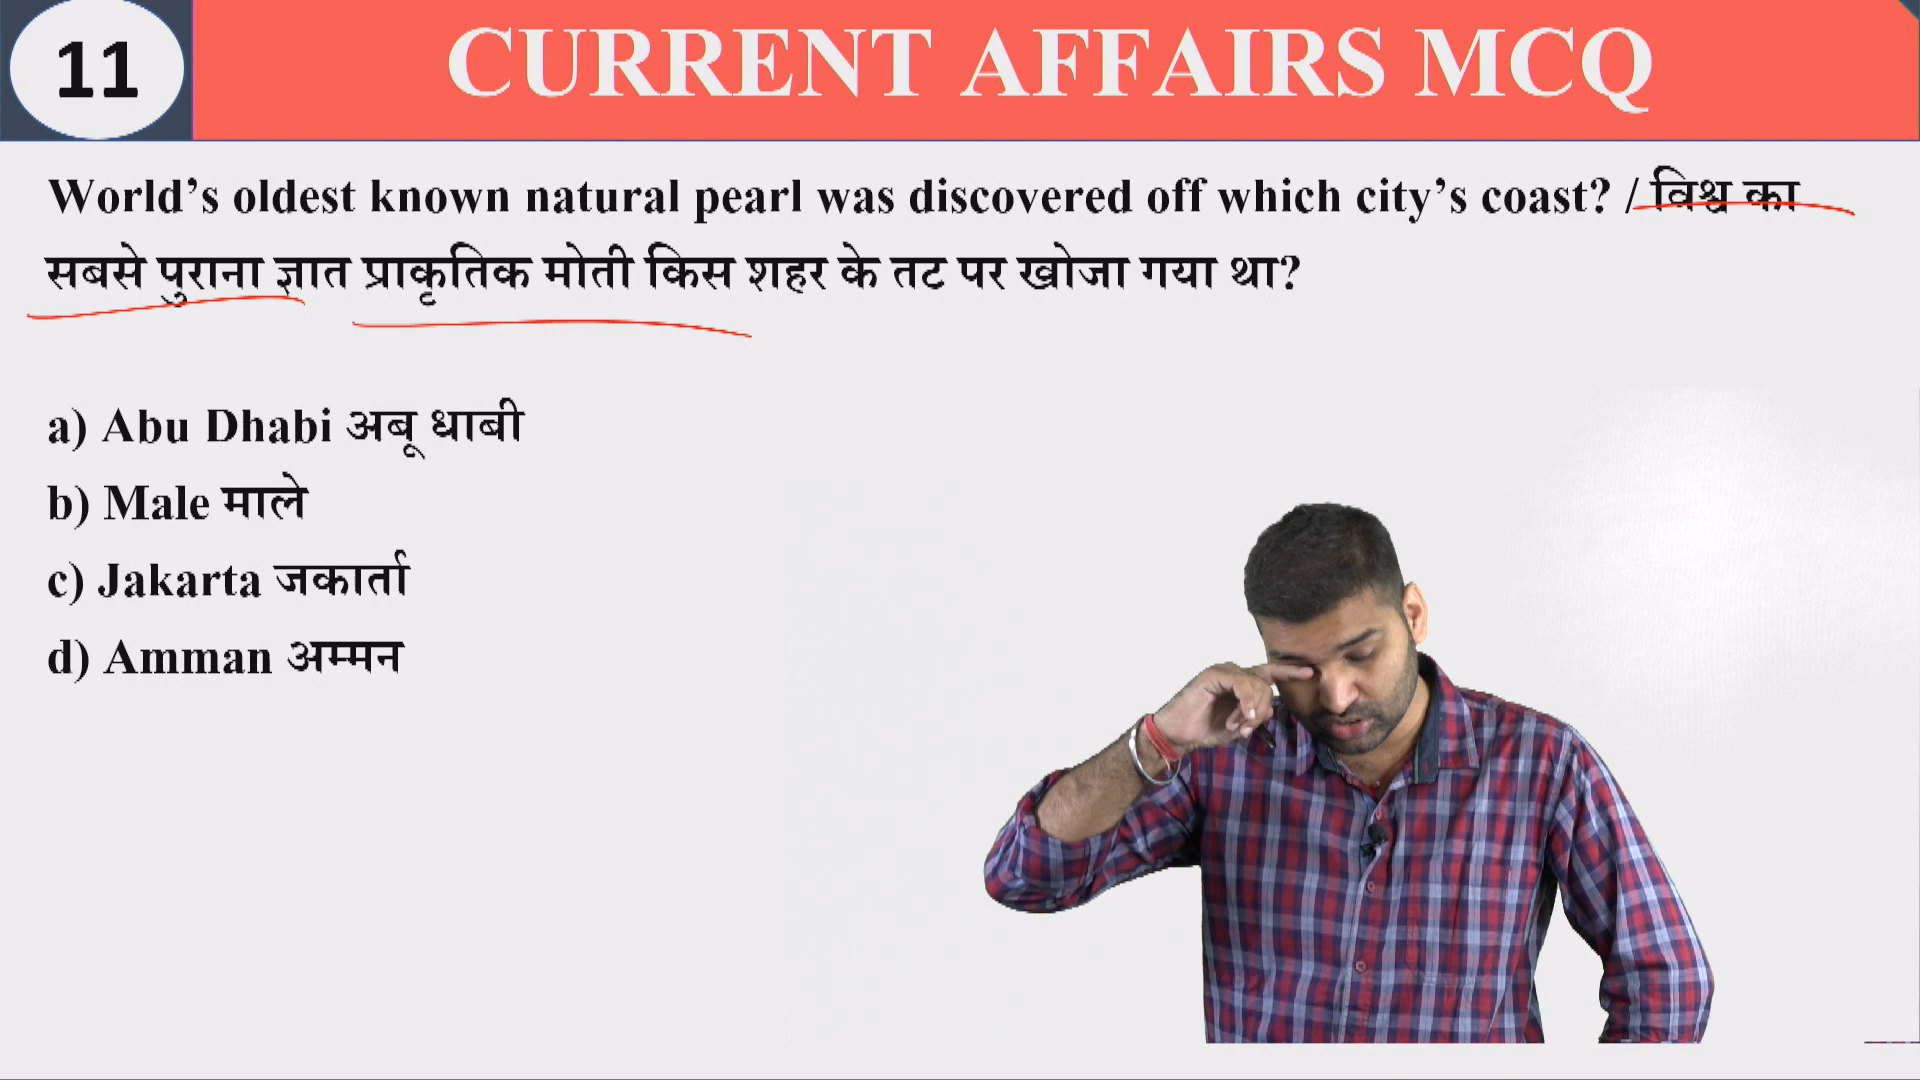 11
CURRENT AFFAIRS MCQ
World’s oldest known natural pearl was discovered off which city’s coast? / विश्व का
सबसे पुराना ज्ञात प्राकृतिक मोती किस शहर के तट पर खोजा गया था?
a) Abu Dhabi अबू धाबी
b) Male माले
c) Jakarta जकार्ता
d) Amman अम्मन